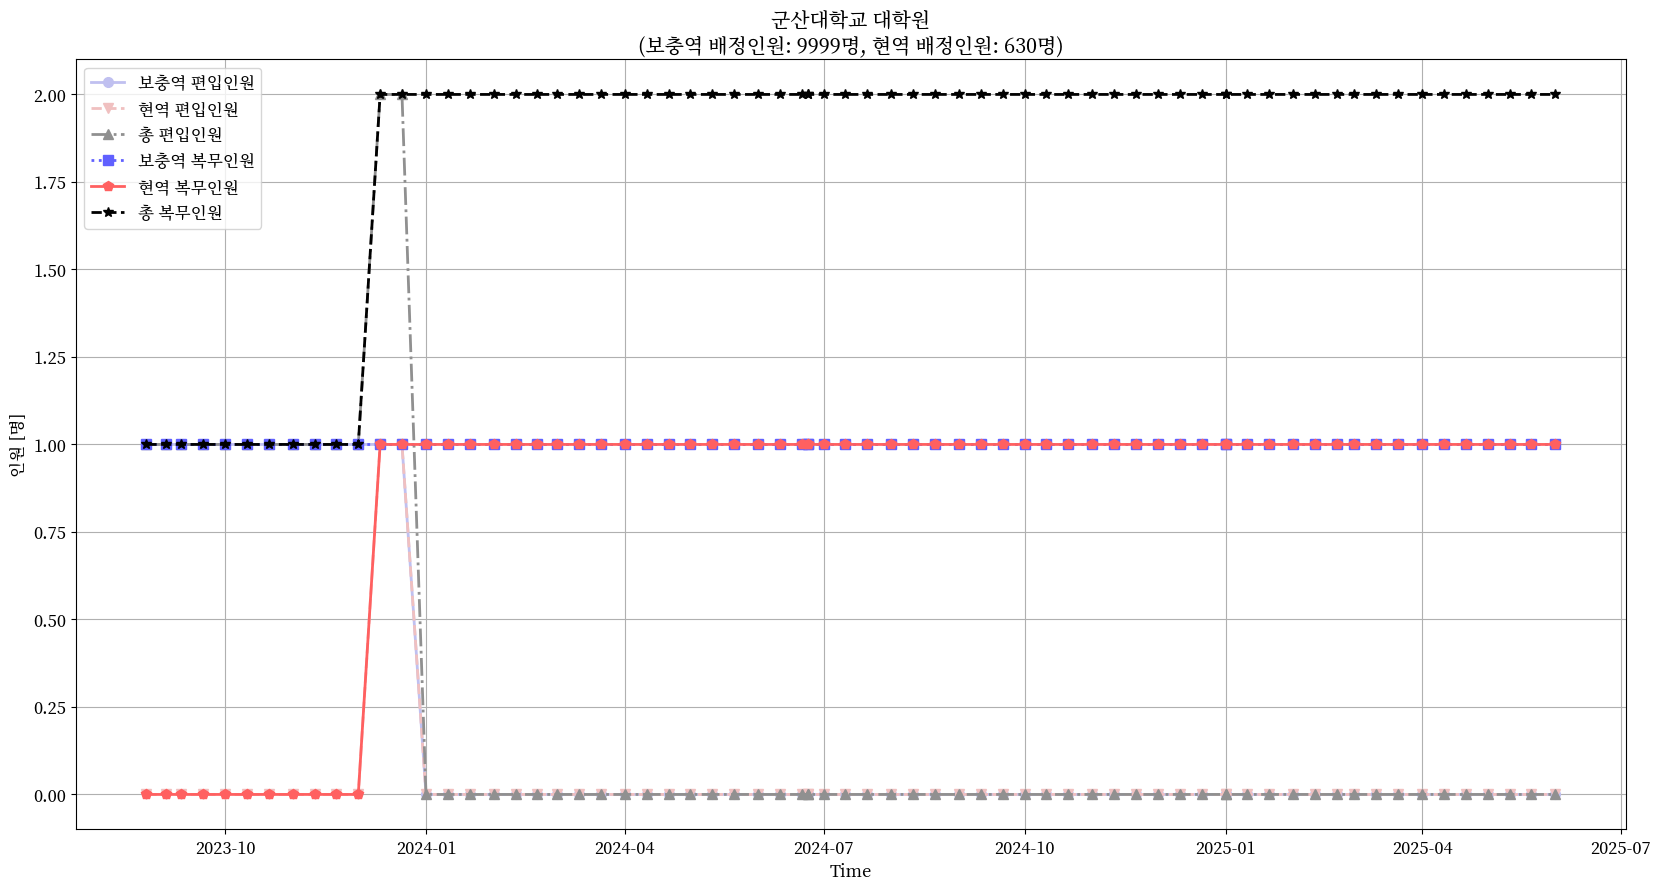 군산대학교 대학원
(보충역 배정인원: 9999명, 현역 배정인원: 630명)
보충역 편입인원
현역 편입인원
총 편입인원
보충역 복무인원
현역 복무인원
총 복무인원
2.00
1.75
1.50
1.25
1.00
0.75
0.50
0.25
0.00
인원 [명]
2023-10
2024-01
2024-04
2024-07
2024-10
2025-01
2025-04
2025-07
Time